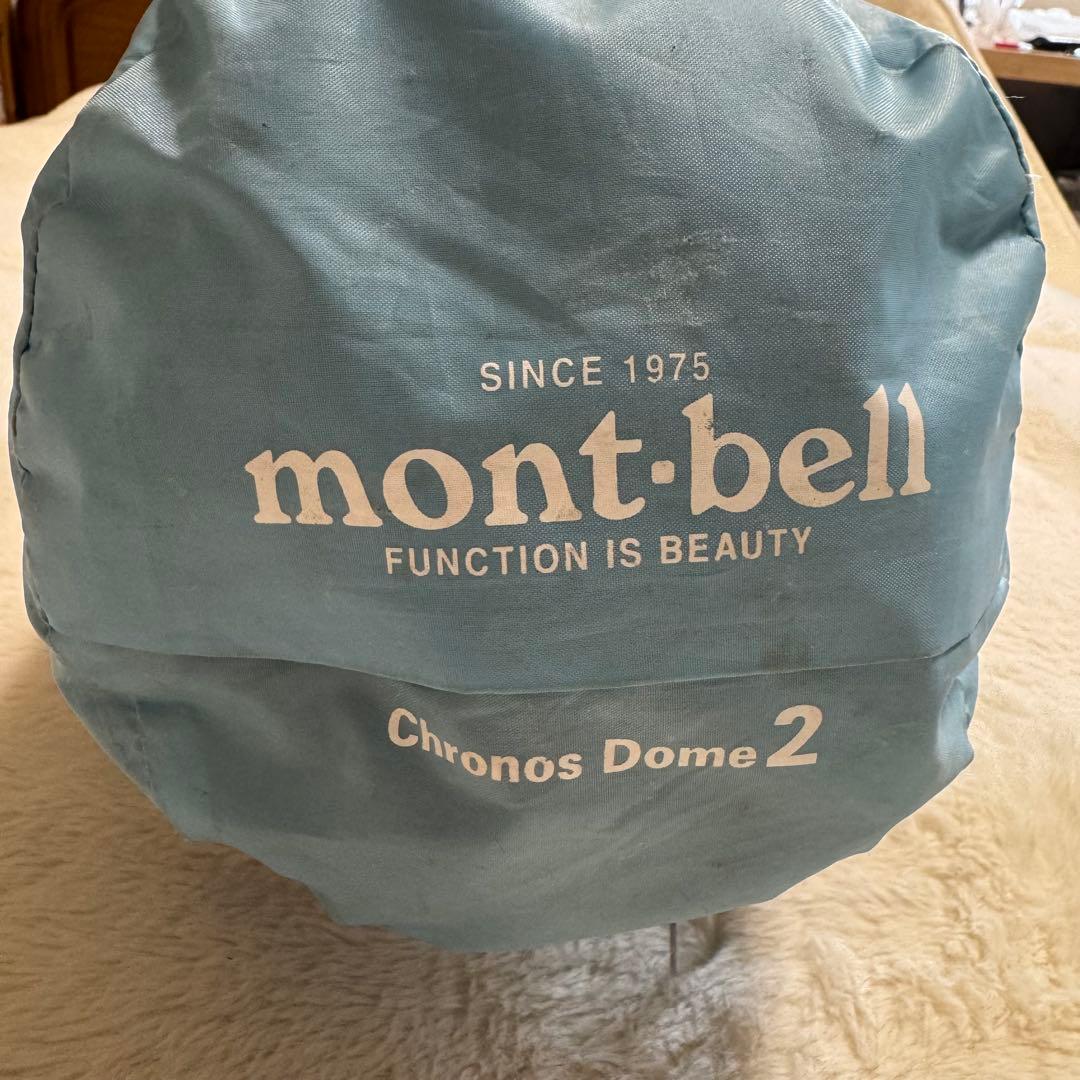 SINCE 1975
mont·bell
FUNCTION IS BEAUTY
Chronos Dome 2